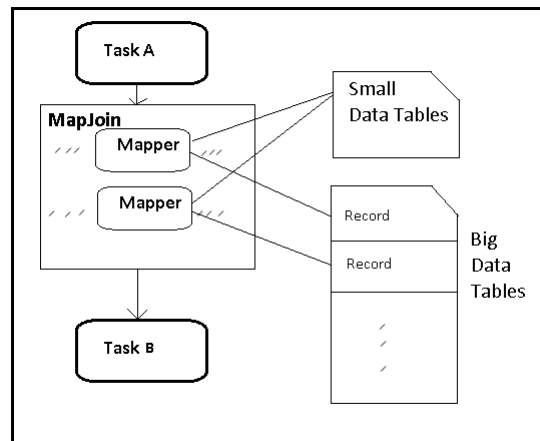 Task A
MapJoin
Mapper
Mapper
Task B
Small
Data Tables
Record
Record
Big
Data
Tables